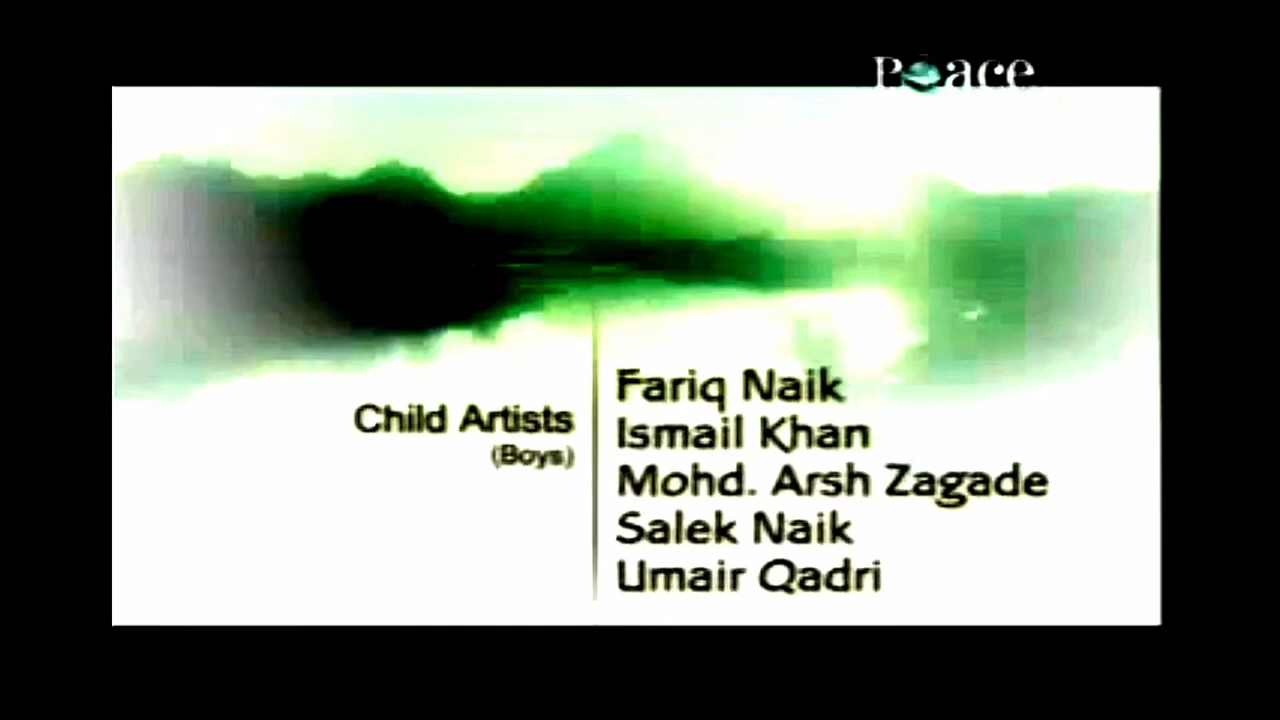 Peace
Child Artists
(Boys)
Fariq Naik
Ismail Khan
Mohd. Arsh Zagade
Salek Naik
Umair Qadri